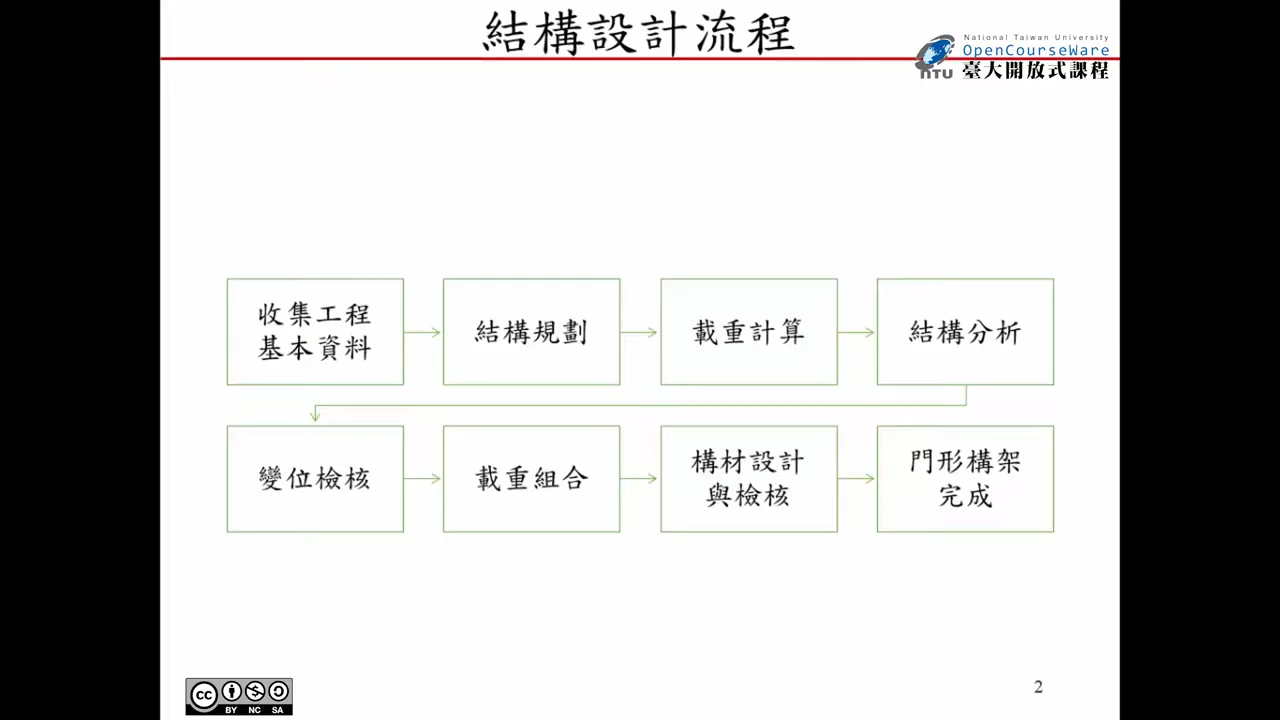 結構設計流程
National Taiwan University
OpenCourseWare
NTU 臺大開放式課程
收集工程
基本資料
結構規劃
載重計算
結構分析
變位檢核
載重組合
構材設計
與檢核
門形構架
完成
cc
BY NC SA
2